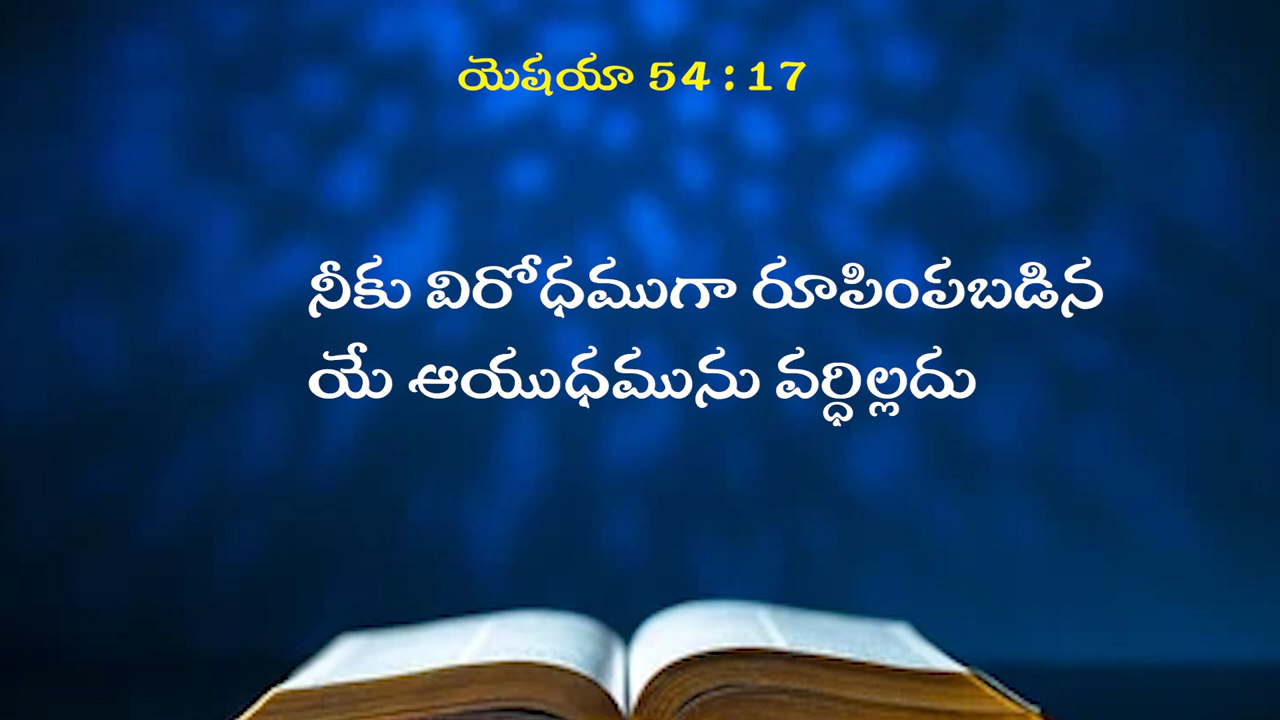 యెషయా 54 : 17
నీకు విరోధముగా రూపింపబడిన
యే ఆయుధమును వర్ధిల్లదు